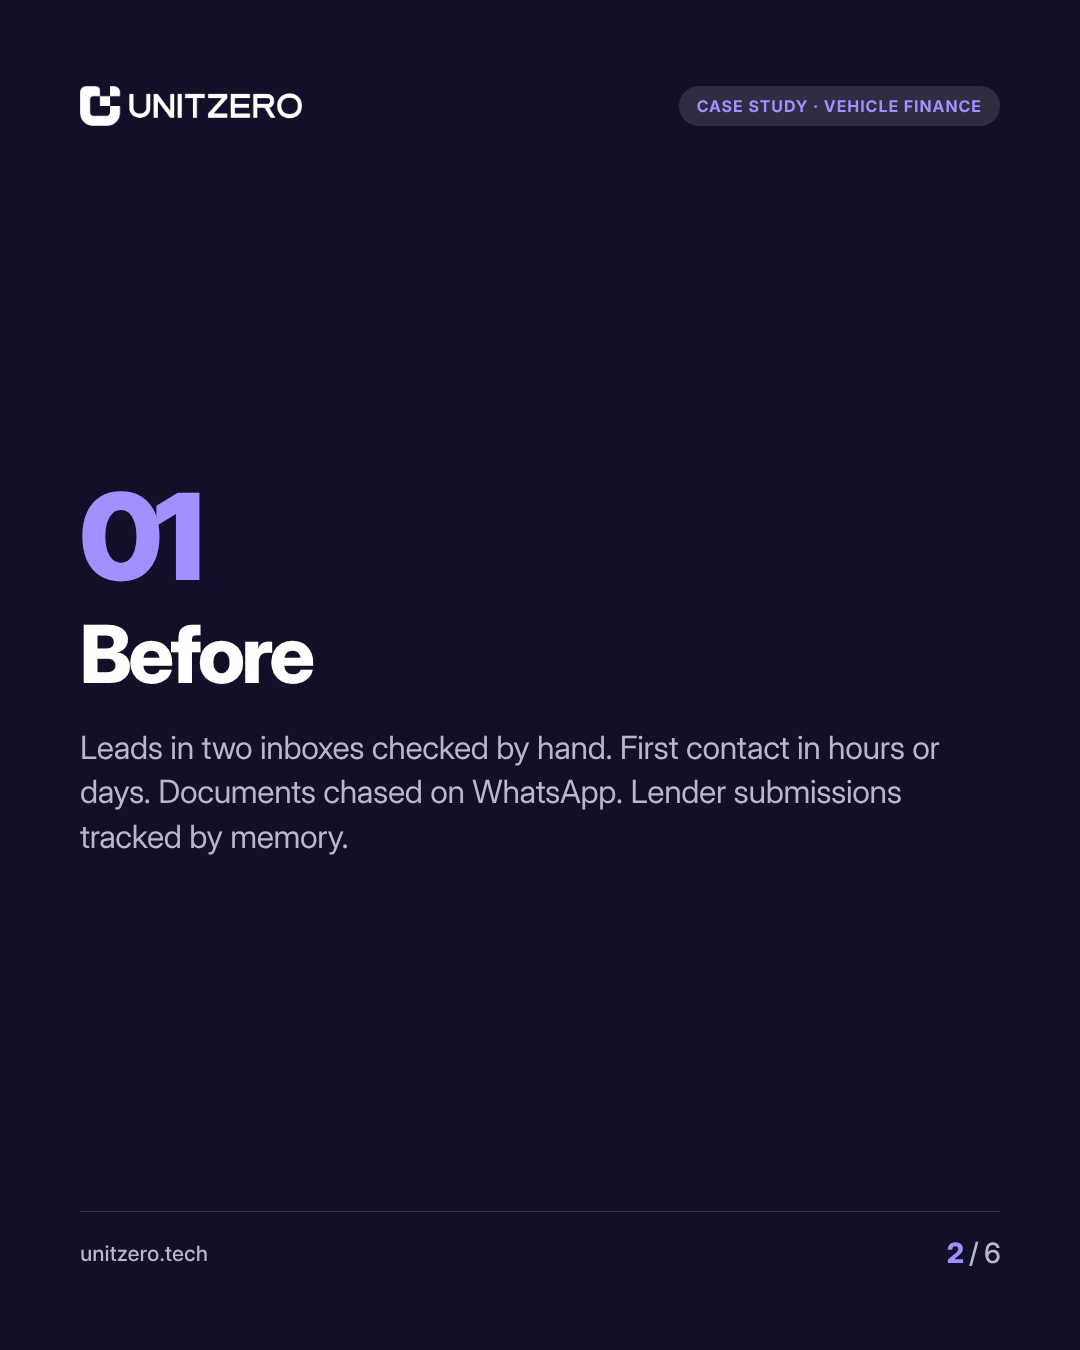 UNITZERO
CASE STUDY · VEHICLE FINANCE
01
Before
Leads in two inboxes checked by hand. First contact in hours or
days. Documents chased on WhatsApp. Lender submissions
tracked by memory.
unitzero.tech
2 / 6